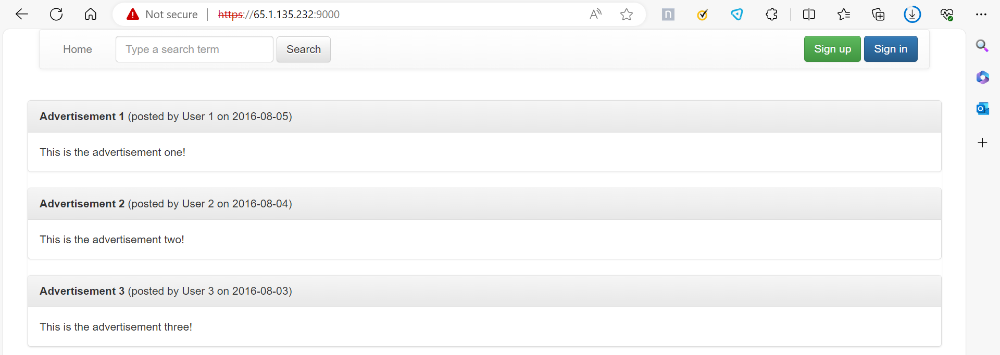 Not secure https://65.1.135.232:9000
Home Type a search term Search Sign up Sign in
Advertisement 1 (posted by User 1 on 2016-08-05)
This is the advertisement one!
Advertisement 2 (posted by User 2 on 2016-08-04)
This is the advertisement two!
Advertisement 3 (posted by User 3 on 2016-08-03)
This is the advertisement three!